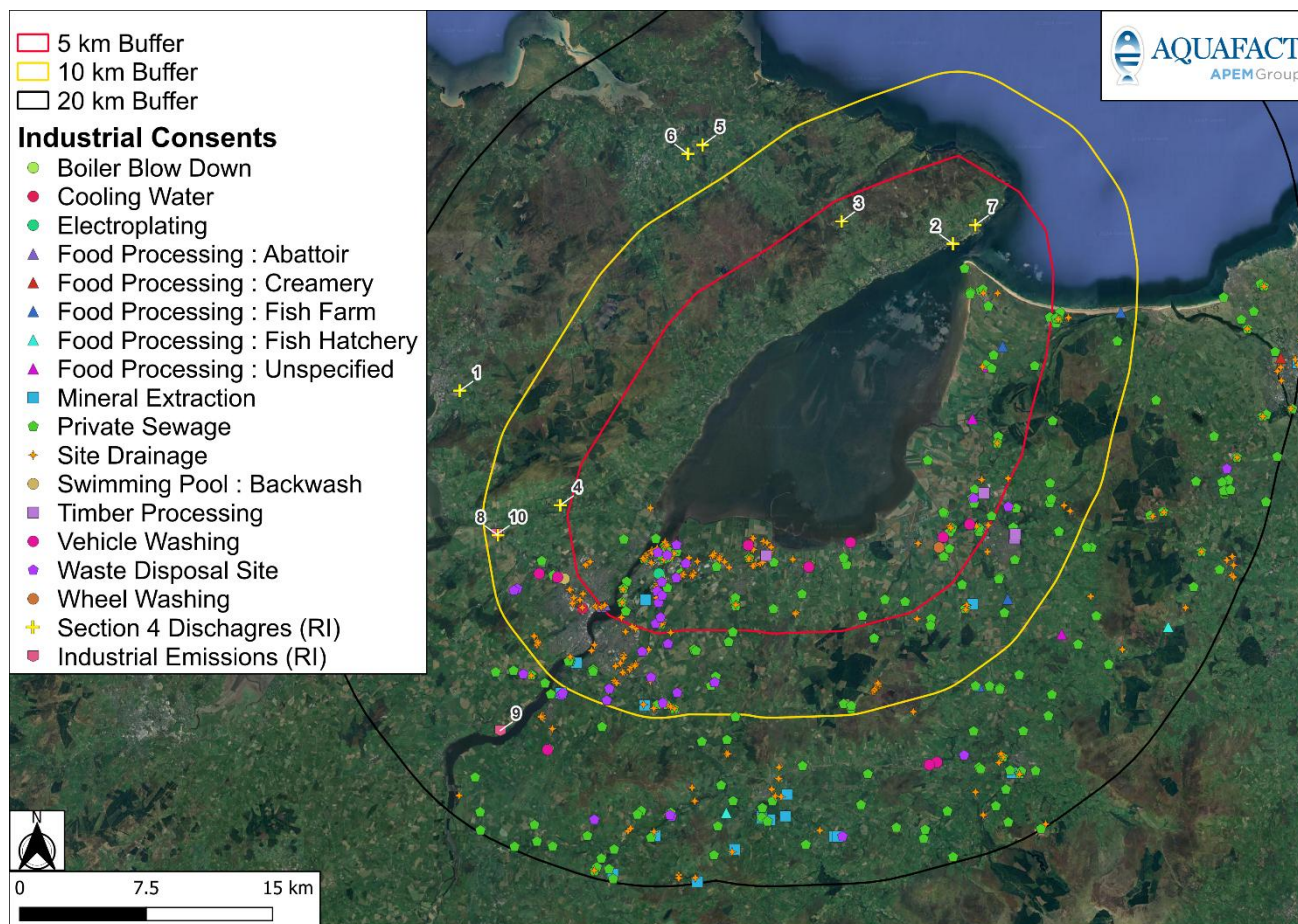 5 km Buffer
10 km Buffer
20 km Buffer
Industrial Consents
Boiler Blow Down
Cooling Water
Electroplating
Food Processing : Abattoir
Food Processing : Creamery
Food Processing : Fish Farm
Food Processing : Fish Hatchery
Food Processing : Unspecified
Mineral Extraction
Private Sewage
Site Drainage
Swimming Pool : Backwash
Timber Processing
Vehicle Washing
Waste Disposal Site
Wheel Washing
Section 4 Dischagres (RI)
Industrial Emissions (RI)
AQUAFACT
APEM Group
6 5
3
7
2
1
4
8 10
9
N
0 7.5 15 km